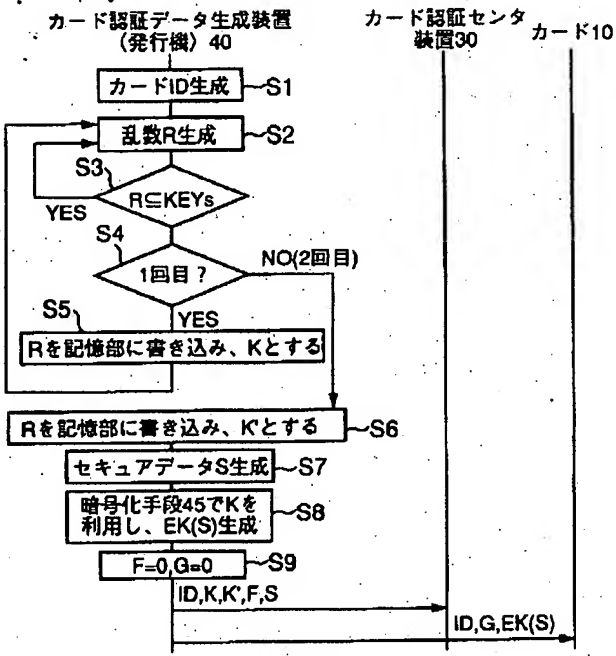 カード認証データ生成装置
(発行機) 40
カード認証センタ
装置30
カード10
カードID生成
S1
乱数R生成
S2
S3
R⊆KEYs
YES
S4
1回目?
NO(2回目)
YES
S5
Rを記憶部に書き込み、Kとする
Rを記憶部に書き込み、K'とする
S6
セキュアデータS生成
S7
暗号化手段45でKを
利用し、EK(S)生成
S8
F=0,G=0
S9
ID,K,K',F,S
ID,G,EK(S)